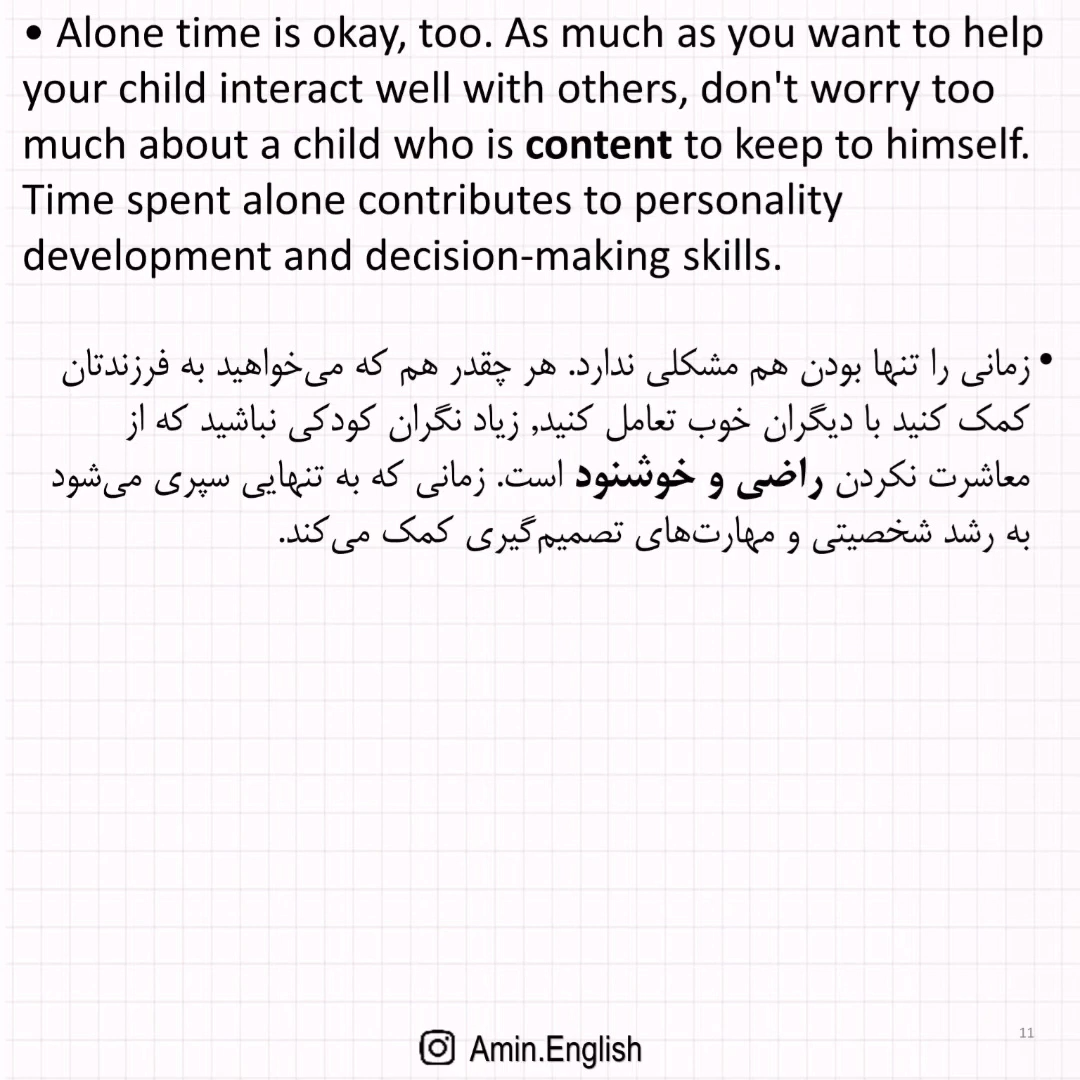 • Alone time is okay, too. As much as you want to help
your child interact well with others, don't worry too
much about a child who is content to keep to himself.
Time spent alone contributes to personality
development and decision-making skills.
• زمانی را تنها بودن هم مشکلی ندارد. هر چقدر هم که می‌خواهید به فرزندتان
کمک کنید با دیگران خوب تعامل کنید, زیاد نگران کودکی نباشید که از
معاشرت نکردن راضی و خوشنود است. زمانی که به تنهایی سپری می‌شود
به رشد شخصیتی و مهارت‌های تصمیم‌گیری کمک می‌کند.
11
Amin.English